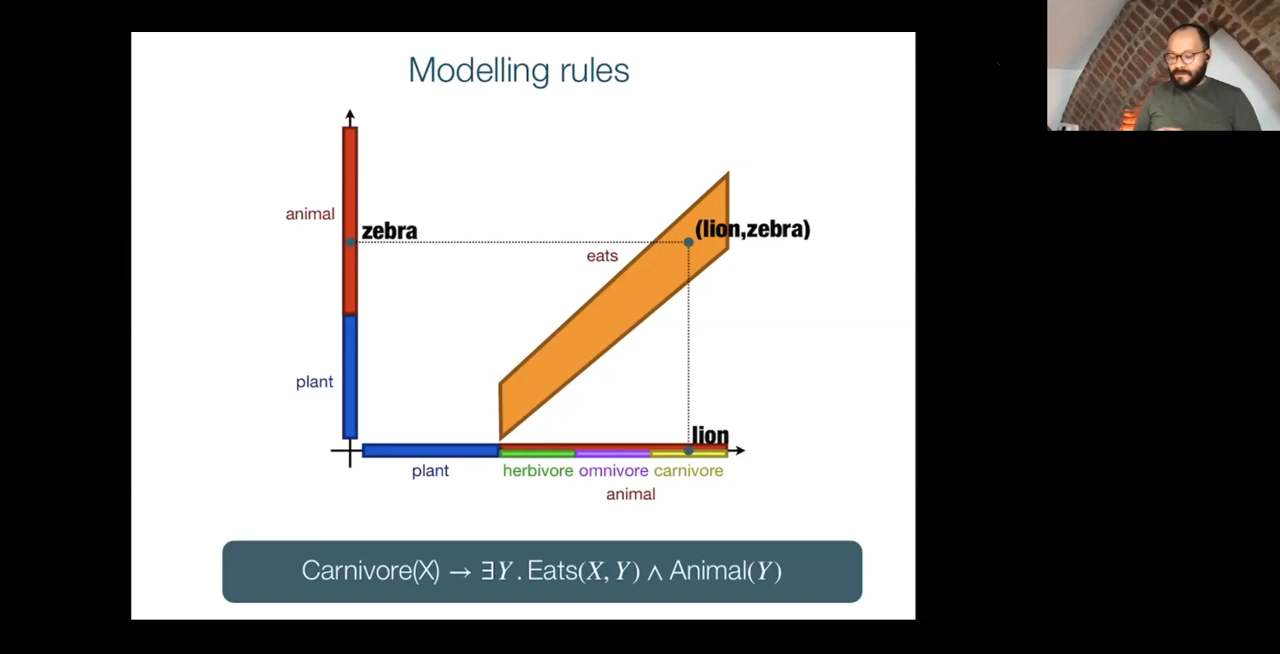 Modelling rules
animal
zebra
(lion,zebra)
eats
plant
lion
plant
herbivore omnivore carnivore
animal
Carnivore(X) → ∃Y . Eats(X, Y) ∧ Animal(Y)